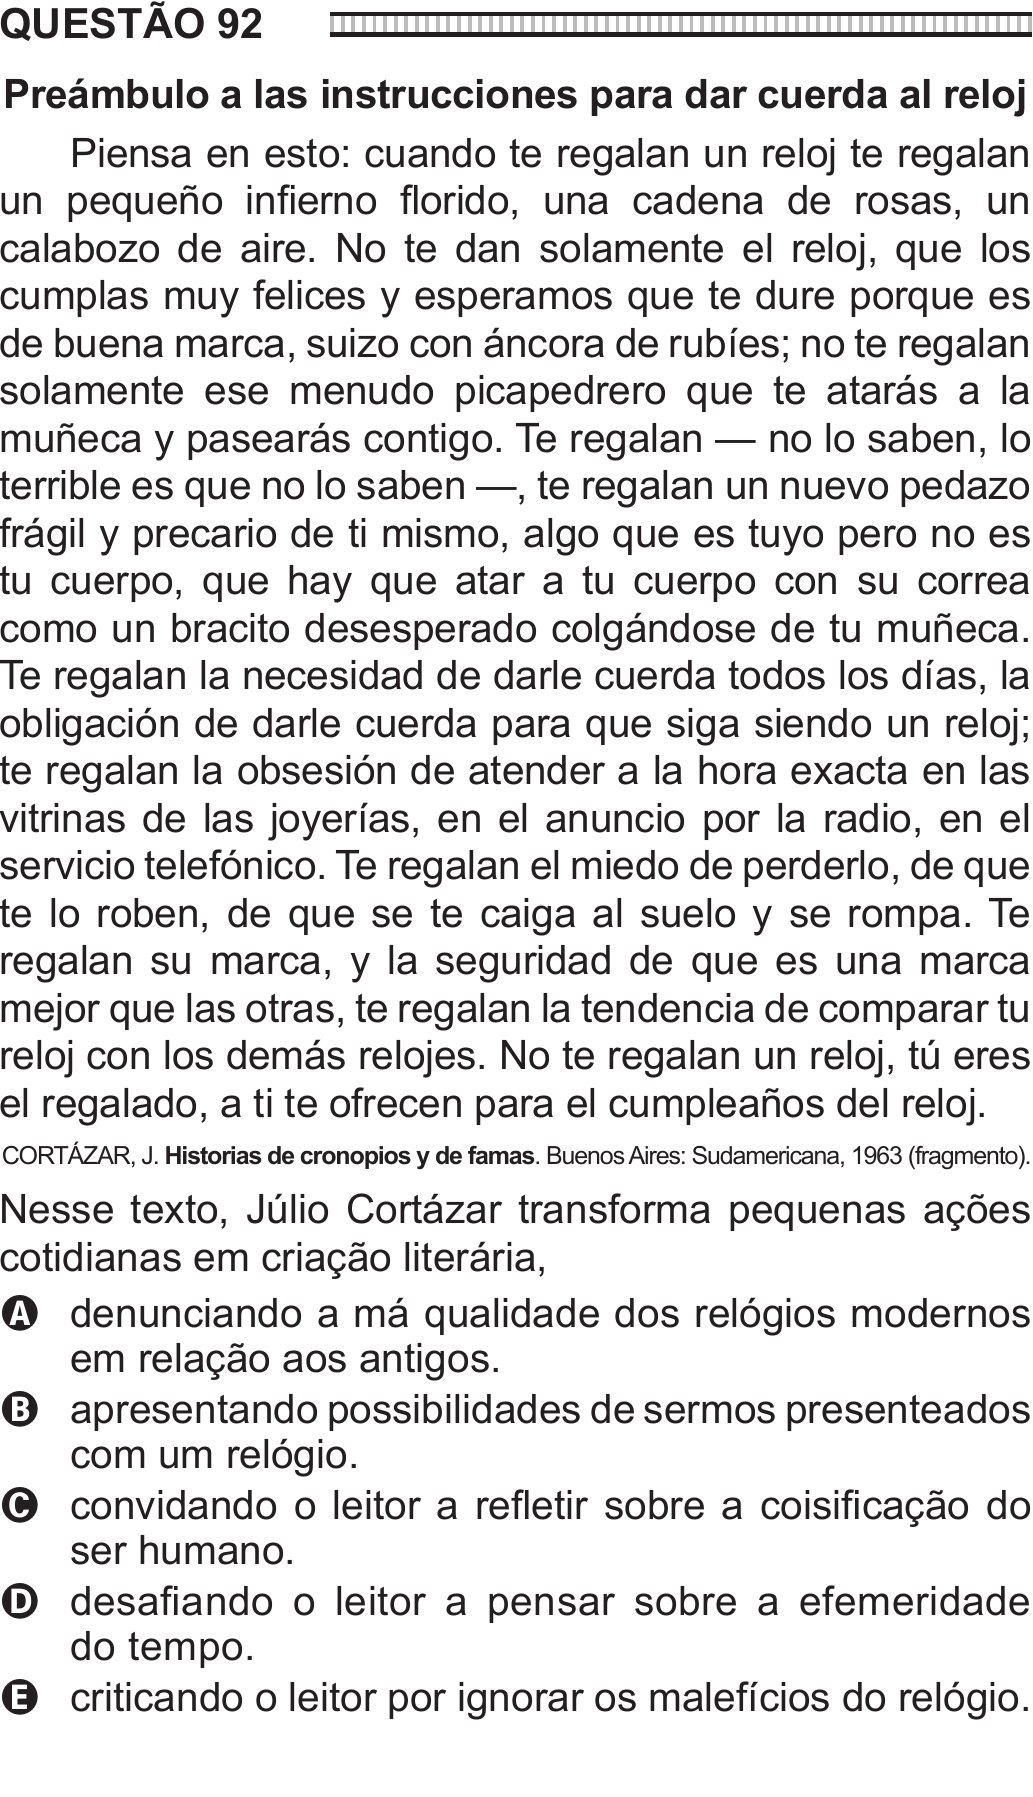 QUESTÃO 92
Preámbulo a las instrucciones para dar cuerda al reloj
Piensa en esto: cuando te regalan un reloj te regalan
un pequeño infierno florido, una cadena de rosas, un
calabozo de aire. No te dan solamente el reloj, que los
cumplas muy felices y esperamos que te dure porque es
de buena marca, suizo con áncora de rubíes; no te regalan
solamente ese menudo picapedrero que te atarás a la
muñeca y pasearás contigo. Te regalan — no lo saben, lo
terrible es que no lo saben —, te regalan un nuevo pedazo
frágil y precario de ti mismo, algo que es tuyo pero no es
tu cuerpo, que hay que atar a tu cuerpo con su correa
como un bracito desesperado colgándose de tu muñeca.
Te regalan la necesidad de darle cuerda todos los días, la
obligación de darle cuerda para que siga siendo un reloj;
te regalan la obsesión de atender a la hora exacta en las
vitrinas de las joyerías, en el anuncio por la radio, en el
servicio telefónico. Te regalan el miedo de perderlo, de que
te lo roben, de que se te caiga al suelo y se rompa. Te
regalan su marca, y la seguridad de que es una marca
mejor que las otras, te regalan la tendencia de comparar tu
reloj con los demás relojes. No te regalan un reloj, tú eres
el regalado, a ti te ofrecen para el cumpleaños del reloj.
CORTÁZAR, J. Historias de cronopios y de famas. Buenos Aires: Sudamericana, 1963 (fragmento).
Nesse texto, Júlio Cortázar transforma pequenas ações
cotidianas em criação literária,
A denunciando a má qualidade dos relógios modernos
em relação aos antigos.
B apresentando possibilidades de sermos presenteados
com um relógio.
C convidando o leitor a refletir sobre a coisificação do
ser humano.
D desafiando o leitor a pensar sobre a efemeridade
do tempo.
E criticando o leitor por ignorar os malefícios do relógio.